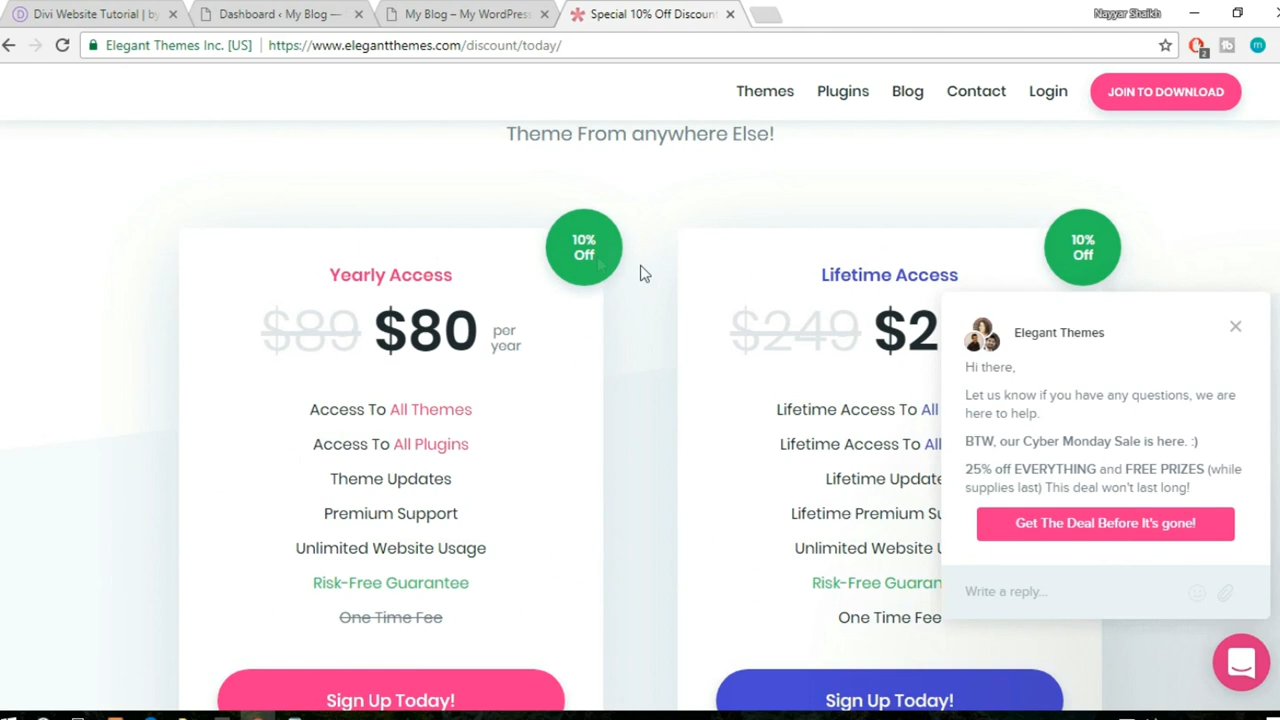 Divi Website Tutorial | by
Dashboard ‹ My Blog —
My Blog – My WordPress
Special 10% Off Discoun
Nayyar Shaikh
Elegant Themes Inc. [US]
https://www.elegantthemes.com/discount/today/
2
Themes
Plugins
Blog
Contact
Login
JOIN TO DOWNLOAD
Theme From anywhere Else!
10%
Off
Yearly Access
$89 $80 per
year
Access To All Themes
Access To All Plugins
Theme Updates
Premium Support
Unlimited Website Usage
Risk-Free Guarantee
One Time Fee
Sign Up Today!
10%
Off
Lifetime Access
$249 $2
Lifetime Access To All
Lifetime Access To All
Lifetime Update
Lifetime Premium Su
Unlimited Website
Risk-Free Guaran
One Time Fee
Sign Up Today!
Elegant Themes
Hi there,
Let us know if you have any questions, we are
here to help.
BTW, our Cyber Monday Sale is here. :)
25% off EVERYTHING and FREE PRIZES (while
supplies last) This deal won't last long!
Get The Deal Before It's gone!
Write a reply...